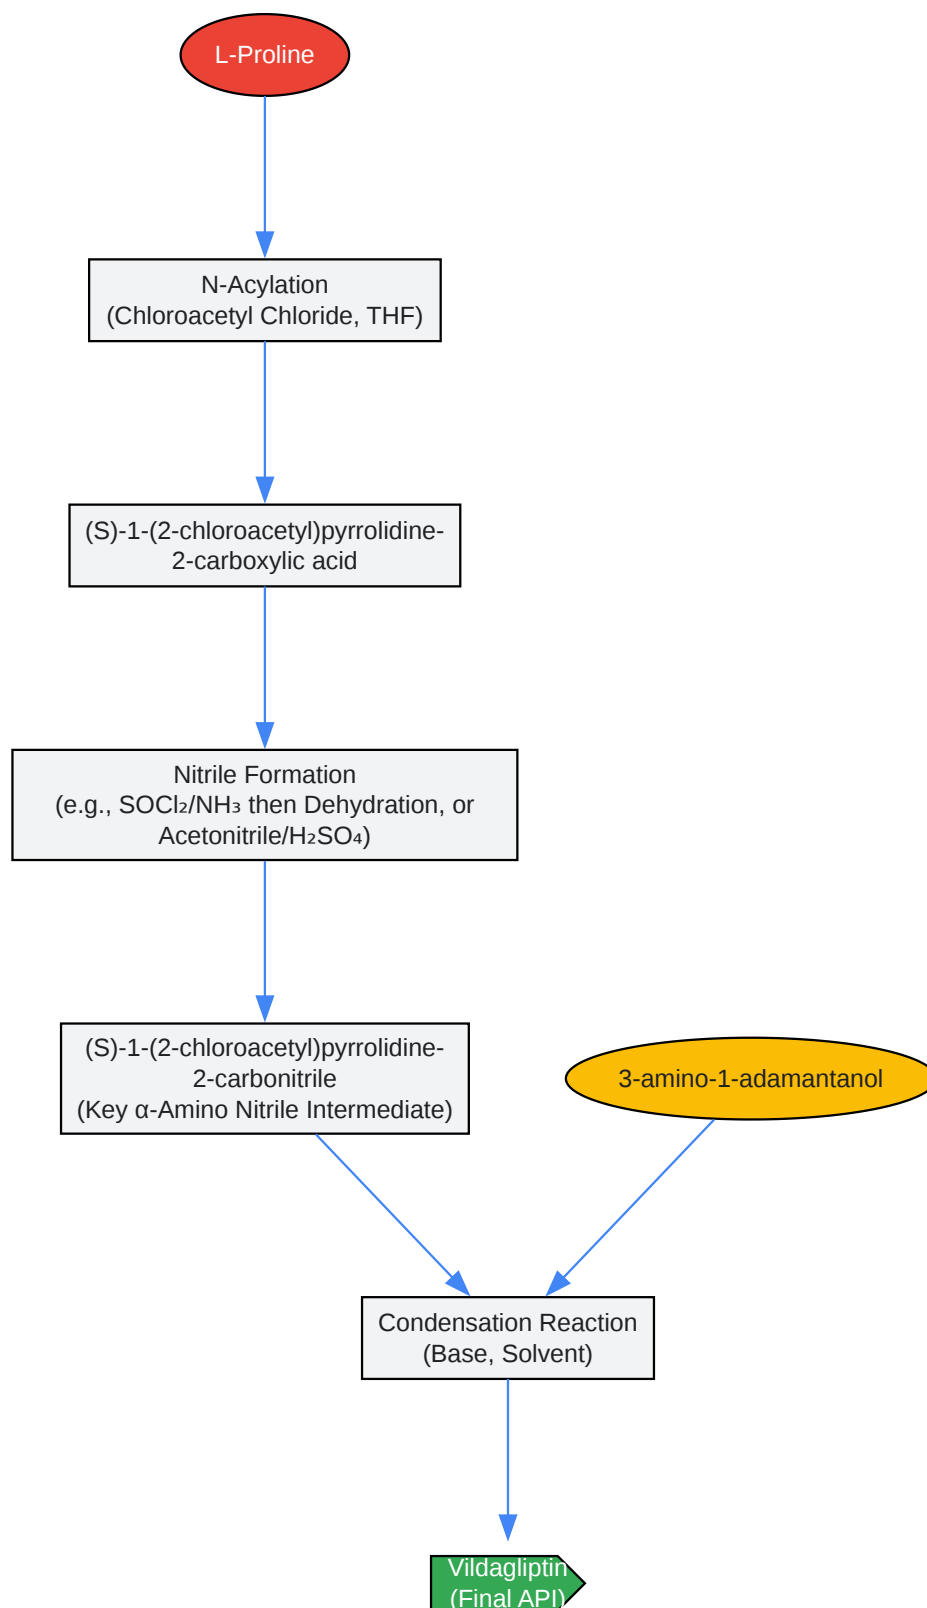 L-Proline
N-Acylation
(Chloroacetyl Chloride, THF)
(S)-1-(2-chloroacetyl)pyrrolidine-
2-carboxylic acid
Nitrile Formation
(e.g., SOCl₂/NH₃ then Dehydration, or
Acetonitrile/H₂SO₄)
(S)-1-(2-chloroacetyl)pyrrolidine-
2-carbonitrile
(Key α-Amino Nitrile Intermediate)
3-amino-1-adamantanol
Condensation Reaction
(Base, Solvent)
Vildagliptin
(Final API)